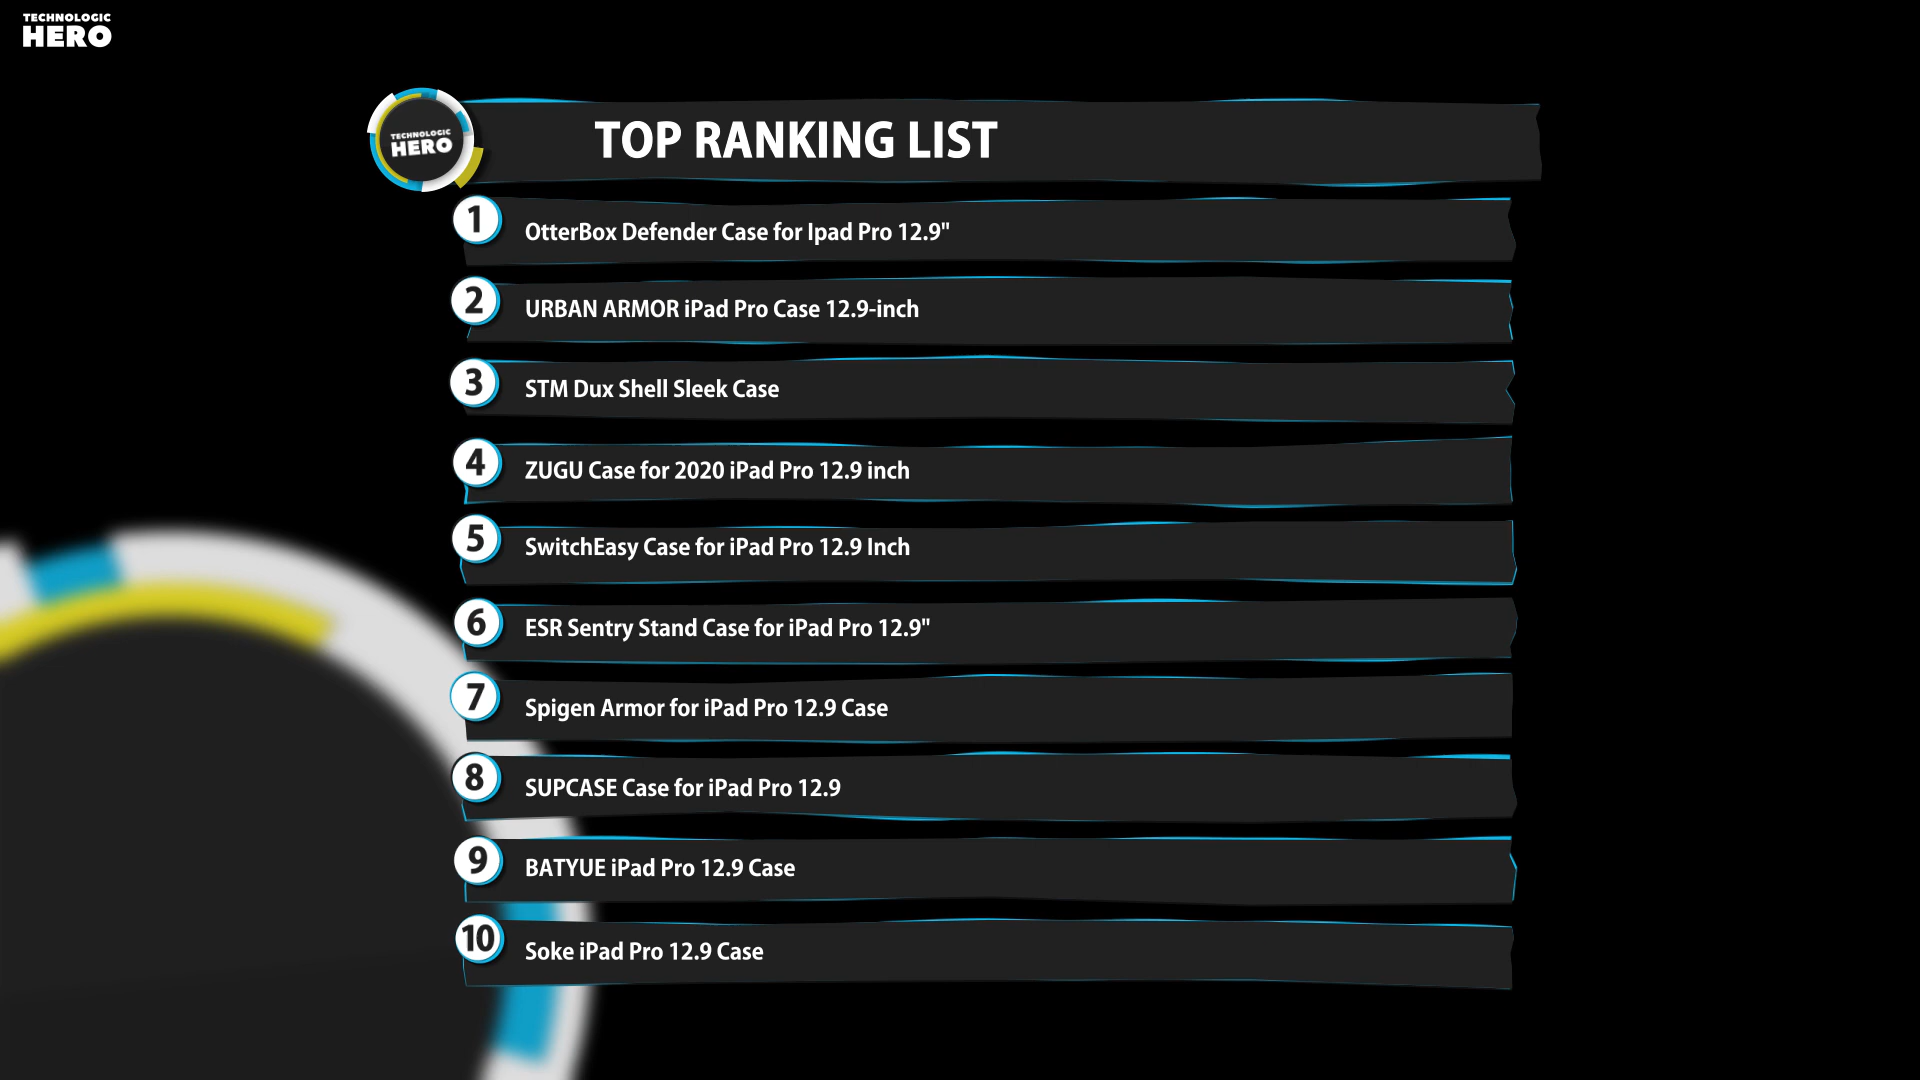 TECHNOLOGIC
HERO
TECHNOLOGIC
HERO
TOP RANKING LIST
1
OtterBox Defender Case for Ipad Pro 12.9"
2
URBAN ARMOR iPad Pro Case 12.9-inch
3
STM Dux Shell Sleek Case
4
ZUGU Case for 2020 iPad Pro 12.9 inch
5
SwitchEasy Case for iPad Pro 12.9 Inch
6
ESR Sentry Stand Case for iPad Pro 12.9"
7
Spigen Armor for iPad Pro 12.9 Case
8
SUPCASE Case for iPad Pro 12.9
9
BATYUE iPad Pro 12.9 Case
10
Soke iPad Pro 12.9 Case